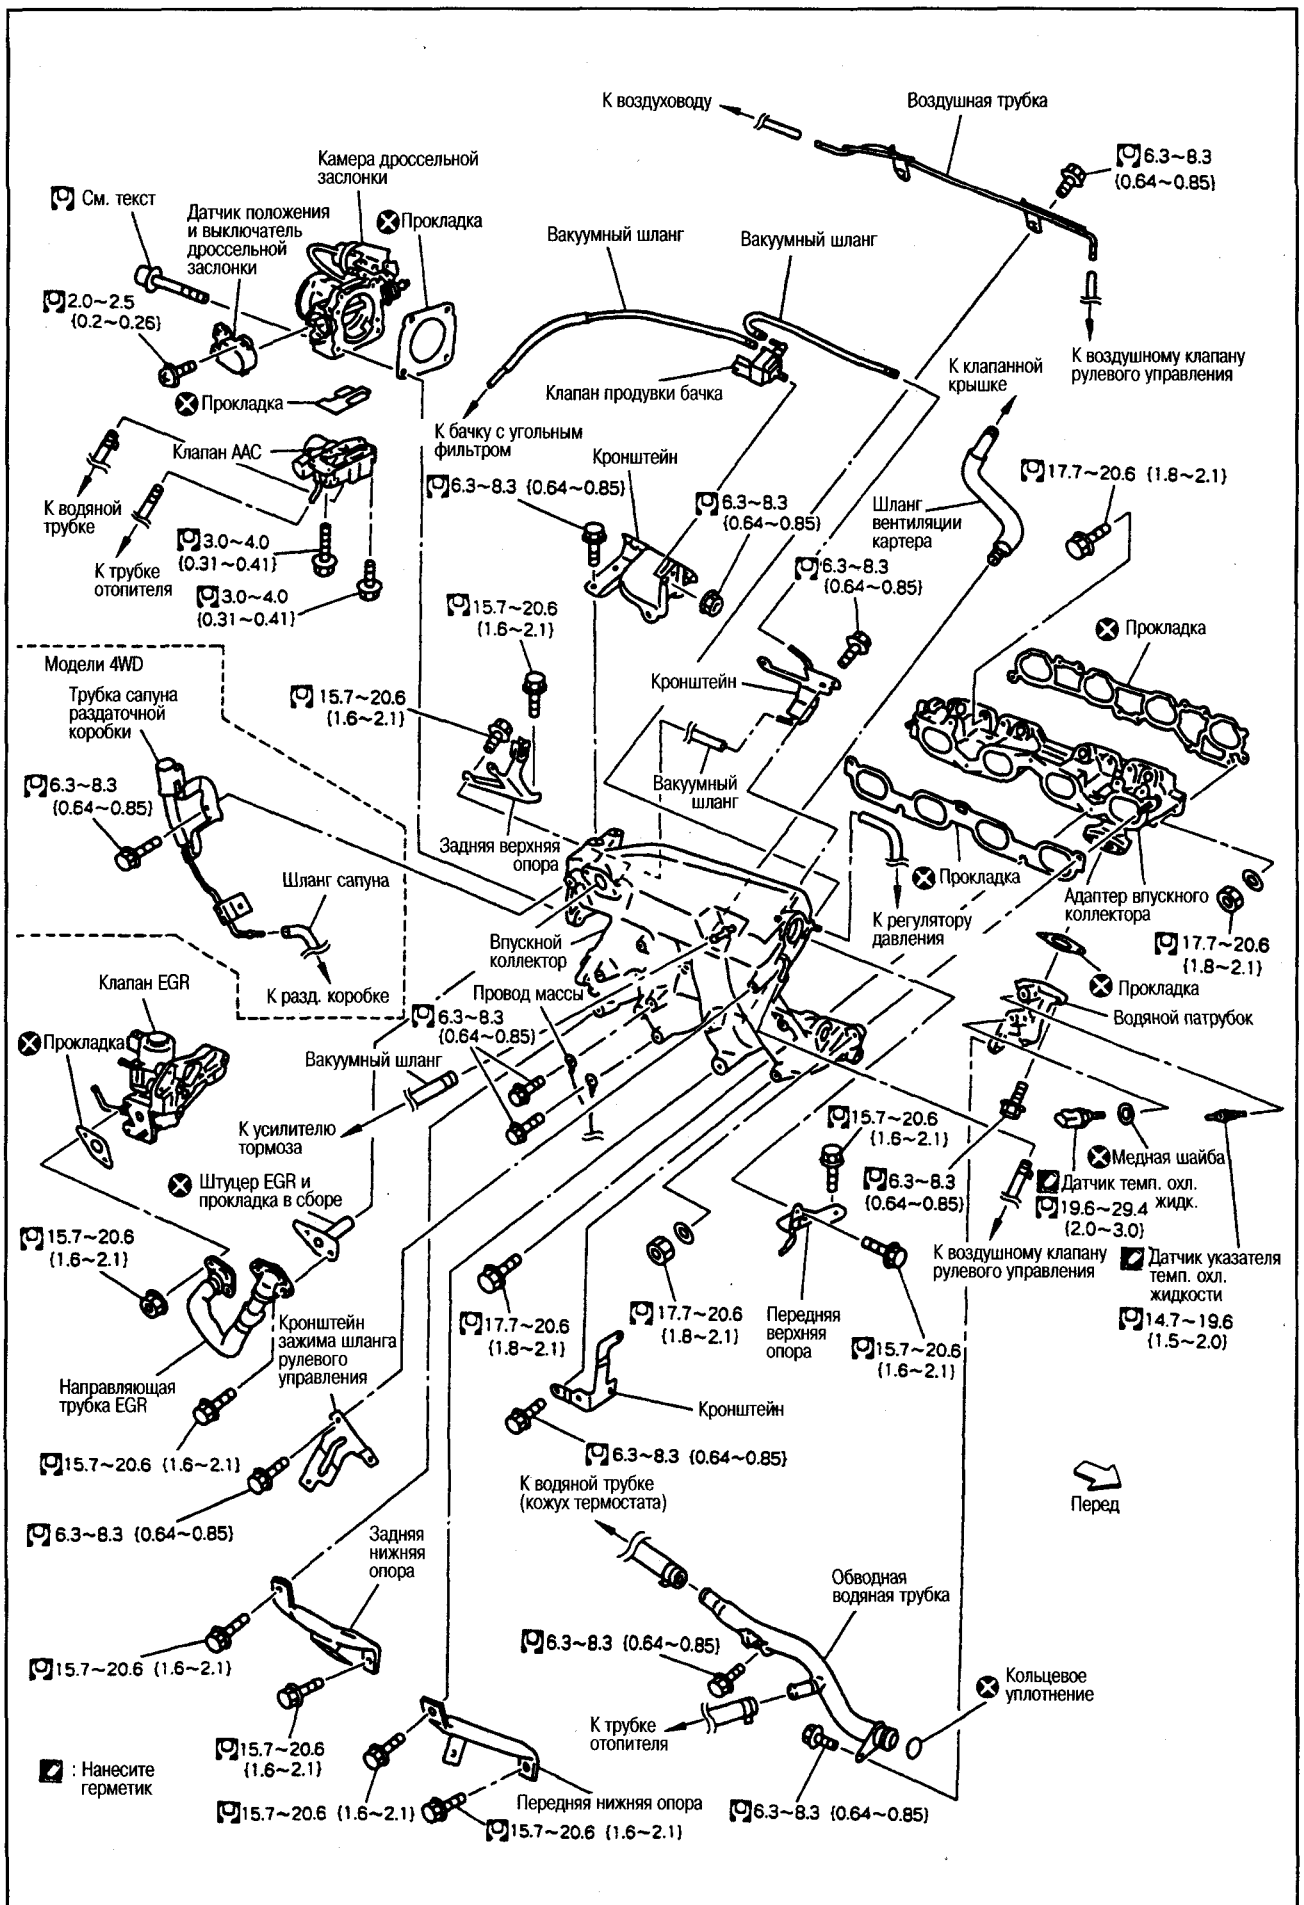 К воздуховоду
Воздушная трубка
6.3~8.3
{0.64~0.85}
Камера дроссельной
заслонки
См. текст
Датчик положения
и выключатель
дроссельной
заслонки
Прокладка
Вакуумный шланг
Вакуумный шланг
2.0~2.5
{0.2~0.26}
К воздушному клапану
рулевого управления
К клапанной
крышке
Клапан продувки бачка
Прокладка
К бачку с угольным
фильтром
Клапан ААС
Кронштейн
6.3~8.3 {0.64~0.85}
17.7~20.6 {1.8~2.1}
К водяной
трубке
6.3~8.3
{0.64~0.85}
Шланг
вентиляции
картера
3.0~4.0
{0.31~0.41}
К трубке
отопителя
6.3~8.3
{0.64~0.85}
3.0~4.0
{0.31~0.41}
15.7~20.6
{1.6~2.1}
Прокладка
Модели 4WD
Трубка сапуна
раздаточной
коробки
15.7~20.6
{1.6~2.1}
Кронштейн
6.3~8.3
{0.64~0.85}
Вакуумный
шланг
Задняя верхняя
опора
Шланг сапуна
Прокладка
Адаптер впускного
коллектора
К регулятору
давления
17.7~20.6
{1.8~2.1}
Впускной
коллектор
К разд. коробке
Клапан EGR
Провод массы
Прокладка
6.3~8.3
{0.64~0.85}
Водяной патрубок
Прокладка
Вакуумный шланг
К усилителю
тормоза
15.7~20.6
{1.6~2.1}
Медная шайба
Штуцер EGR и
прокладка в сборе
6.3~8.3
{0.64~0.85}
Датчик темп. охл.
жидк.
19.6~29.4
{2.0~3.0}
15.7~20.6
{1.6~2.1}
К воздушному клапану
рулевого управления
Датчик указателя
темп. охл.
жидкости
14.7~19.6
{1.5~2.0}
Кронштейн
зажима шланга
рулевого
управления
17.7~20.6
{1.8~2.1}
17.7~20.6
{1.8~2.1}
Передняя
верхняя
опора
15.7~20.6
{1.6~2.1}
Направляющая
трубка EGR
Кронштейн
15.7~20.6 {1.6~2.1}
6.3~8.3 {0.64~0.85}
К водяной трубке
(кожух термостата)
Перед
6.3~8.3 {0.64~0.85}
Задняя
нижняя
опора
Обводная
водяная трубка
6.3~8.3 {0.64~0.85}
15.7~20.6 {1.6~2.1}
Кольцевое
уплотнение
К трубке
отопителя
15.7~20.6
{1.6~2.1}
: Нанесите
герметик
15.7~20.6 {1.6~2.1}
Передняя нижняя опора
6.3~8.3 {0.64~0.85}
15.7~20.6 {1.6~2.1}